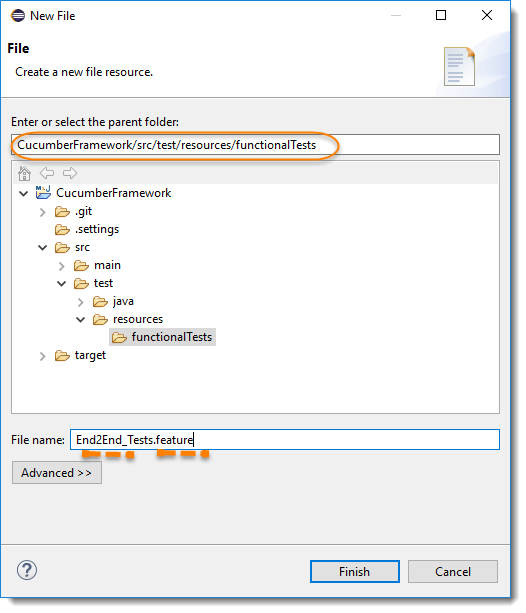 New File
File
Create a new file resource.
Enter or select the parent folder:
CucumberFramework/src/test/resources/functionalTests
CucumberFramework
.git
.settings
src
main
test
java
resources
functionalTests
target
File name: End2End_Tests.feature
Advanced >>
Finish Cancel